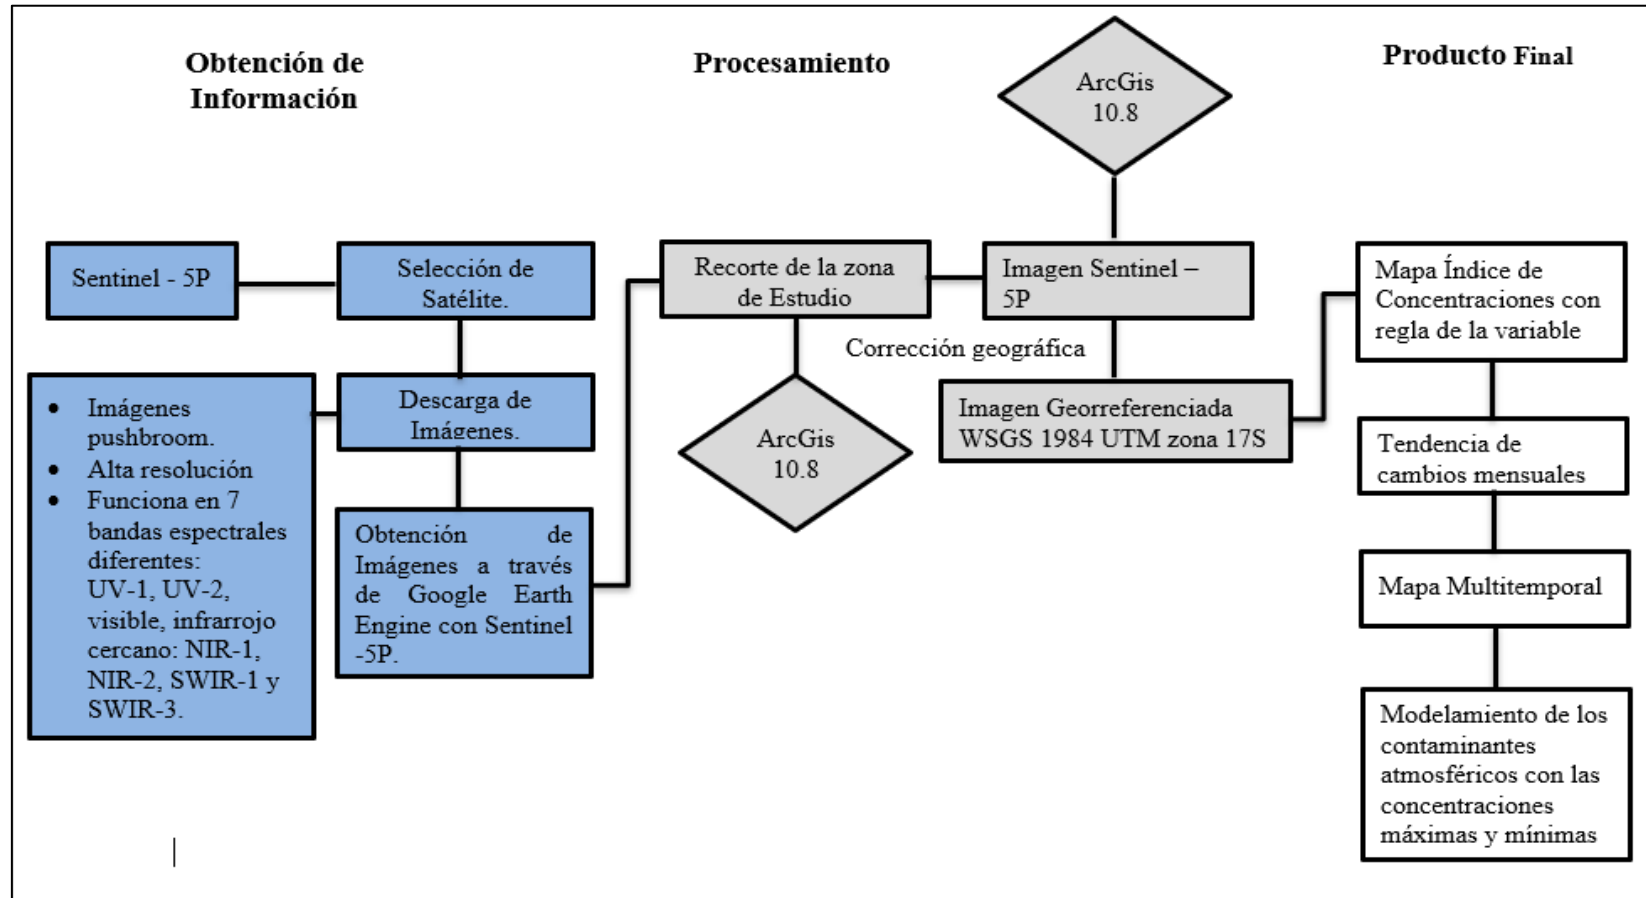 Obtención de
Información
Procesamiento
Producto Final
ArcGis
10.8
Sentinel - 5P
Selección de
Satélite.
Descarga de
Imágenes.
• Imágenes
pushbroom.
• Alta resolución
• Funciona en 7
bandas espectrales
diferentes:
UV-1, UV-2,
visible, infrarrojo
cercano: NIR-1,
NIR-2, SWIR-1 y
SWIR-3.
Obtención de
Imágenes a través
de Google Earth
Engine con Sentinel
-5P.
Recorte de la zona
de Estudio
ArcGis
10.8
Imagen Sentinel –
5P
Corrección geográfica
Imagen Georreferenciada
WSGS 1984 UTM zona 17S
Mapa Índice de
Concentraciones con
regla de la variable
Tendencia de
cambios mensuales
Mapa Multitemporal
Modelamiento de los
contaminantes
atmosféricos con las
concentraciones
máximas y mínimas